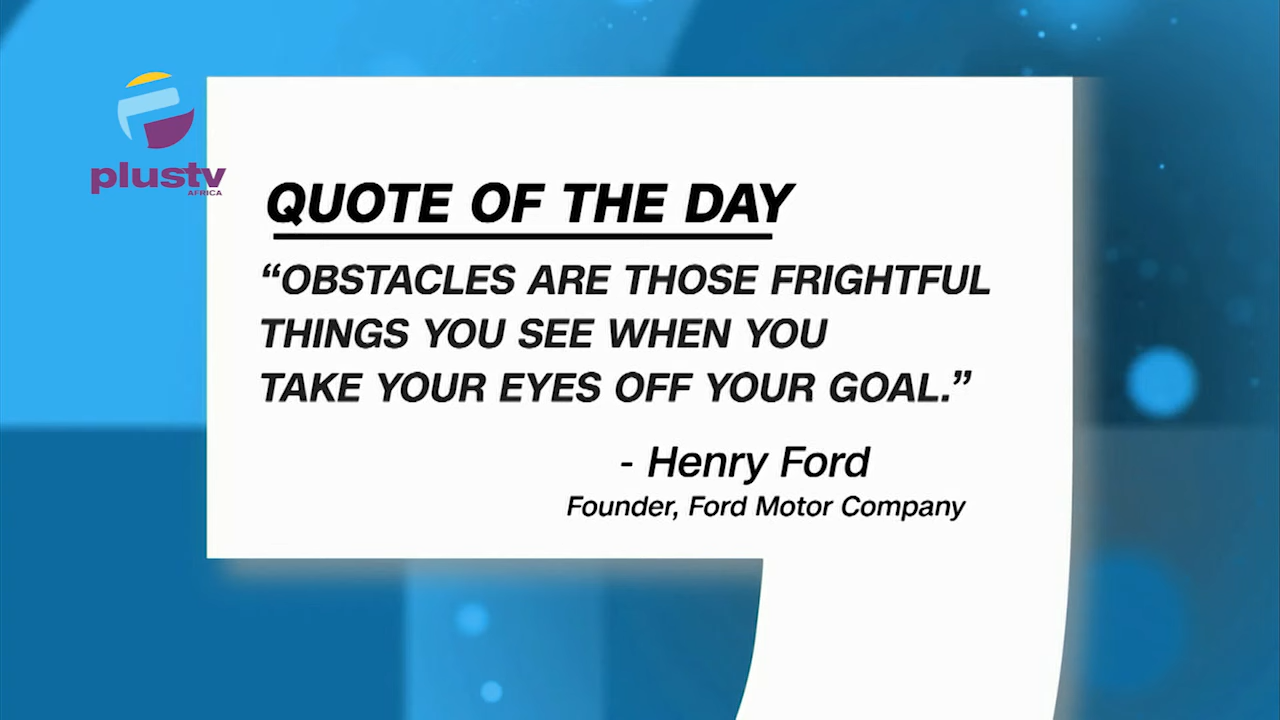 plustv
AFRICA
QUOTE OF THE DAY
“OBSTACLES ARE THOSE FRIGHTFUL
THINGS YOU SEE WHEN YOU
TAKE YOUR EYES OFF YOUR GOAL.”
- Henry Ford
Founder, Ford Motor Company